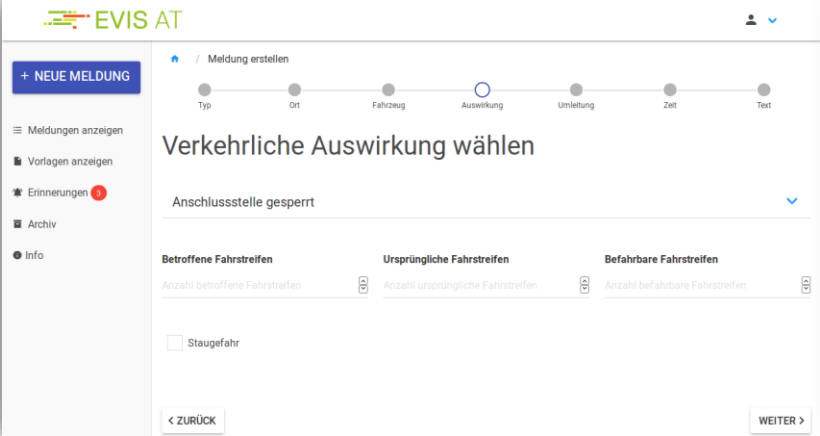 EVIS AT
+ NEUE MELDUNG
/ Meldung erstellen
Typ Ort Fahrzeug Auswirkung Umleitung Zeit Text
Meldungen anzeigen
Vorlagen anzeigen
Erinnerungen 3
Archiv
Info
Verkehrliche Auswirkung wählen
Anschlussstelle gesperrt
Betroffene Fahrstreifen Ursprüngliche Fahrstreifen Befahrbare Fahrstreifen
Anzahl betroffene Fahrstreifen Anzahl ursprüngliche Fahrstreifen Anzahl befahrbare Fahrstreifen
Staugefahr
< ZURÜCK WEITER >